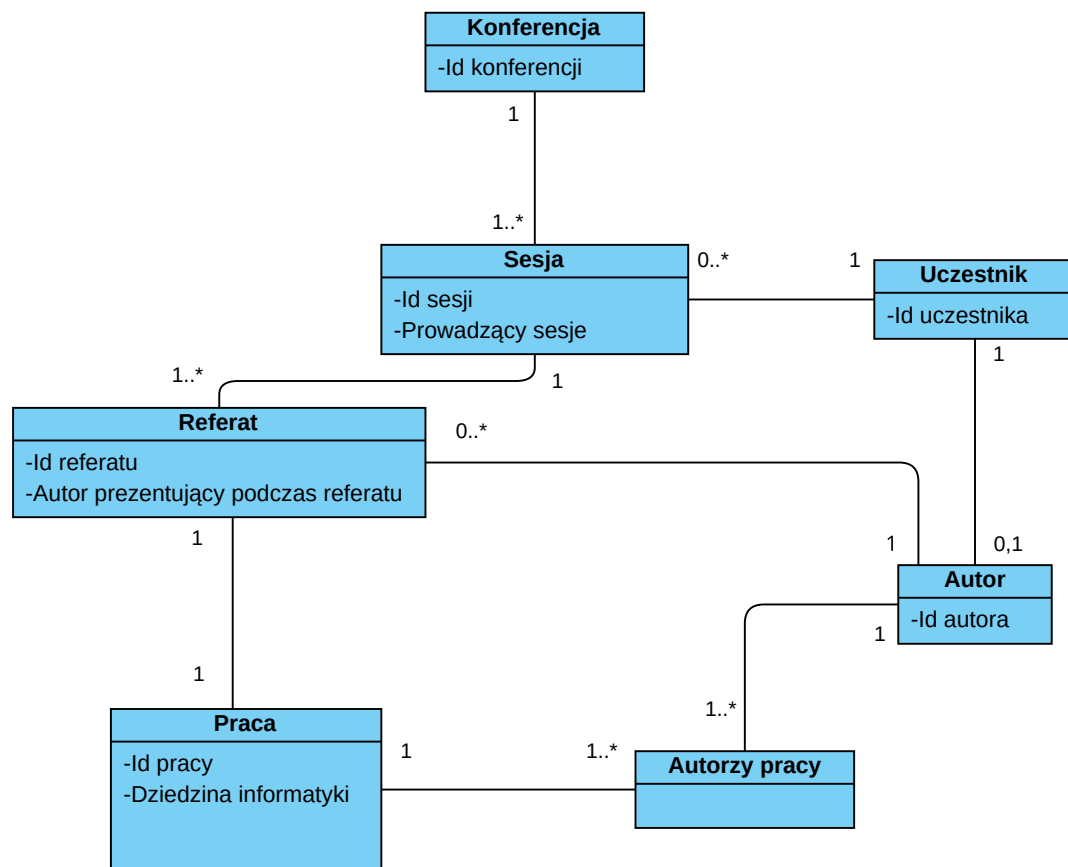 Konferencja
-Id konferencji
1
1..*
Sesja
-Id sesji
-Prowadzący sesje
0..*
1
Uczestnik
-Id uczestnika
1
1..*
1
Referat
-Id referatu
-Autor prezentujący podczas referatu
0..*
1
1
0,1
Autor
-Id autora
1
1
1..*
Praca
-Id pracy
-Dziedzina informatyki
1
1..*
Autorzy pracy